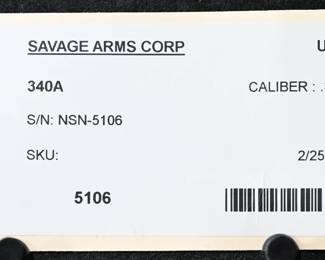 SAVAGE ARMS CORP U
340A CALIBER : .
S/N: NSN-5106
SKU: 2/25
5106